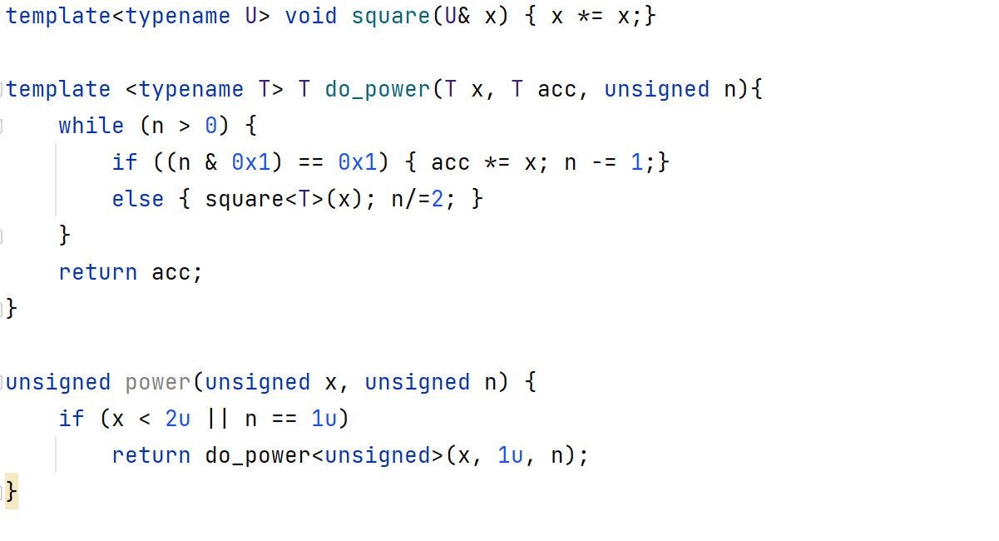 template<typename U> void square(U& x) { x *= x;}
template <typename T> T do_power(T x, T acc, unsigned n){
    while (n > 0) {
        if ((n & 0x1) == 0x1) { acc *= x; n -= 1;}
        else { square<T>(x); n/=2; }
    }
    return acc;
}
unsigned power(unsigned x, unsigned n) {
    if (x < 2u || n == 1u)
        return do_power<unsigned>(x, 1u, n);
}